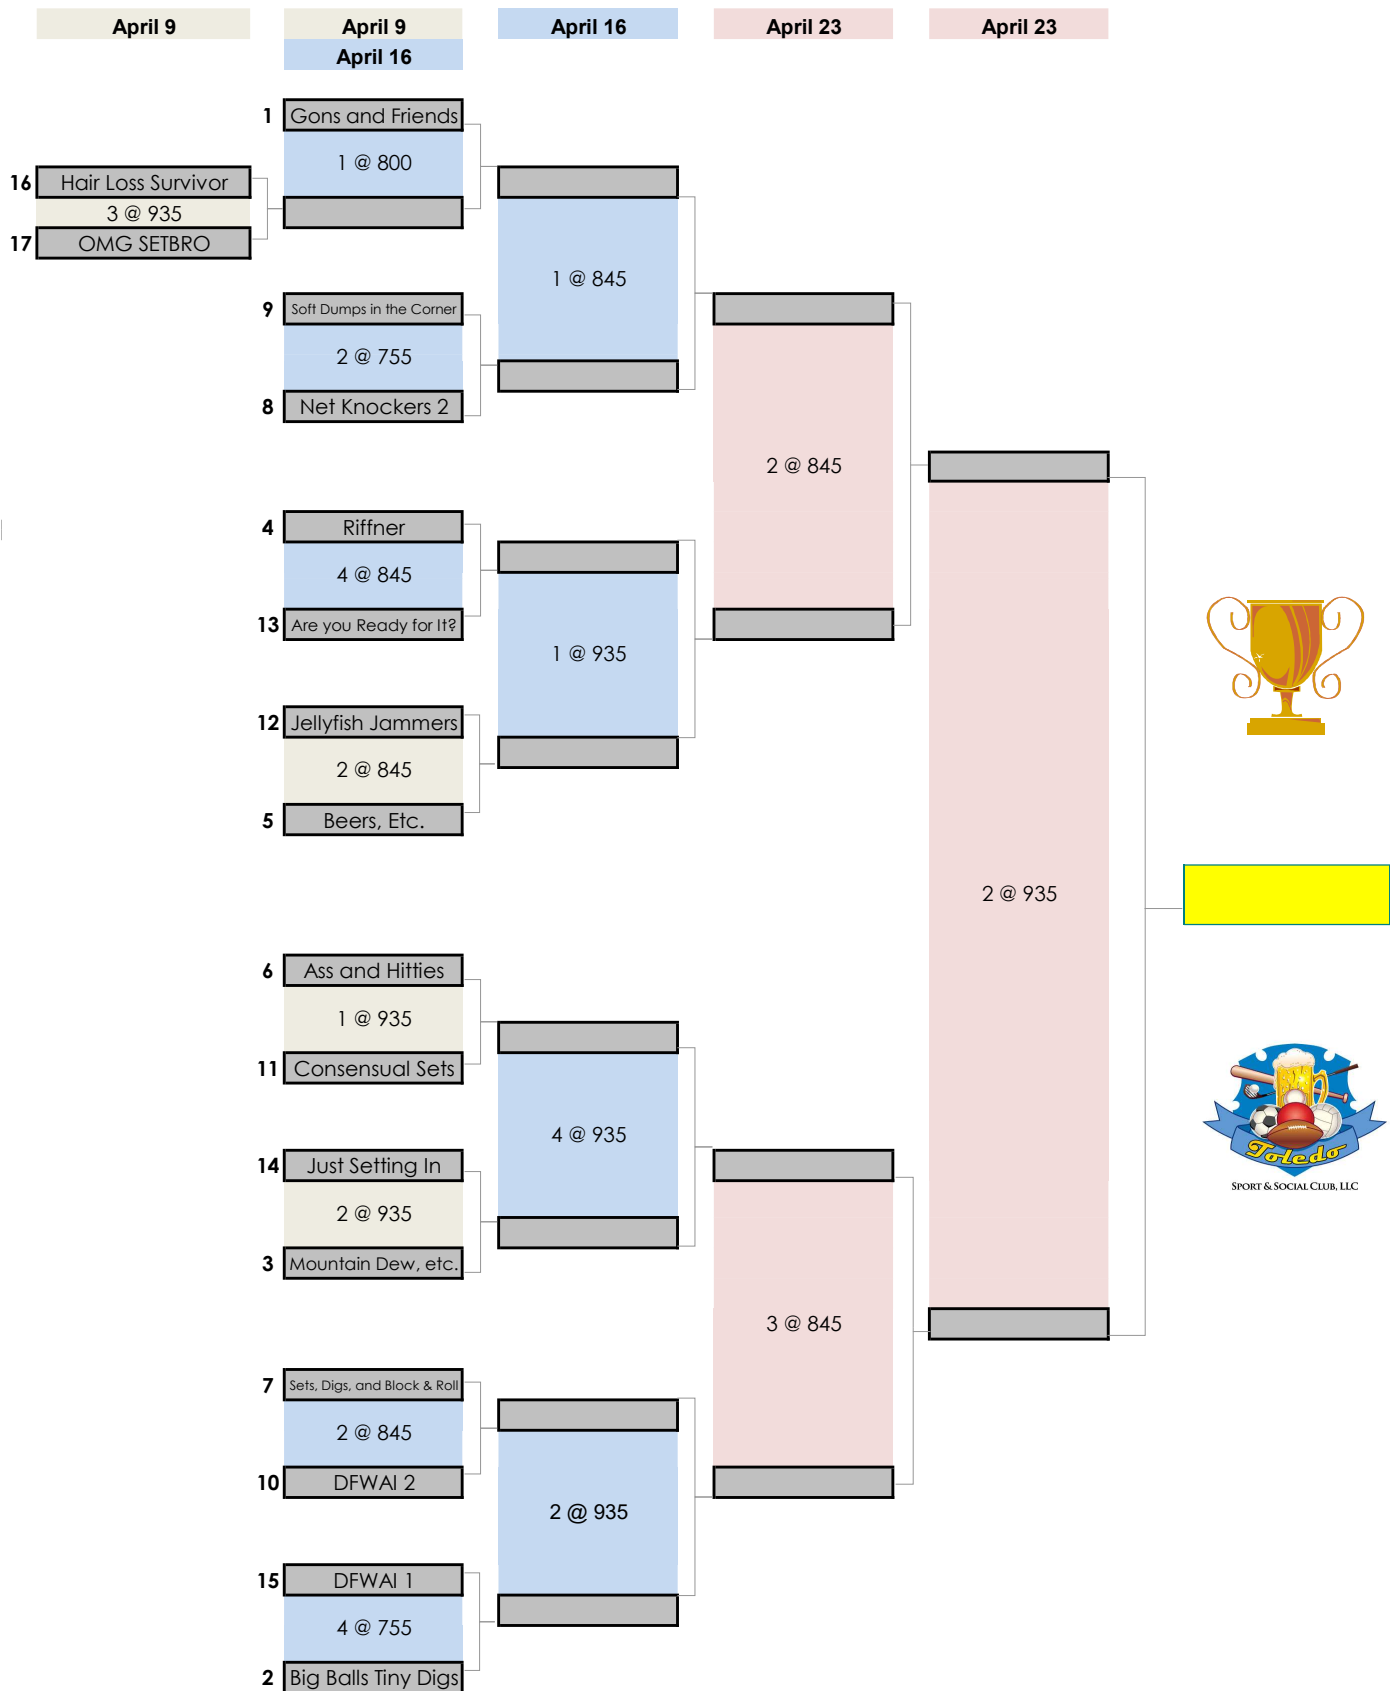 April 9
April 9
April 16
April 23
April 23
April 16
1 Gons and Friends
1 @ 800
16 Hair Loss Survivor
3 @ 935
17 OMG SETBRO
1 @ 845
9 Soft Dumps in the Corner
2 @ 755
8 Net Knockers 2
2 @ 845
4 Riffner
4 @ 845
13 Are you Ready for It?
1 @ 935
12 Jellyfish Jammers
2 @ 845
5 Beers, Etc.
2 @ 935
6 Ass and Hitties
1 @ 935
11 Consensual Sets
4 @ 935
14 Just Setting In
2 @ 935
3 Mountain Dew, etc.
Toledo
SPORT & SOCIAL CLUB, LLC
3 @ 845
7 Sets, Digs, and Block & Roll
2 @ 845
10 DFWAI 2
2 @ 935
15 DFWAI 1
4 @ 755
2 Big Balls Tiny Digs